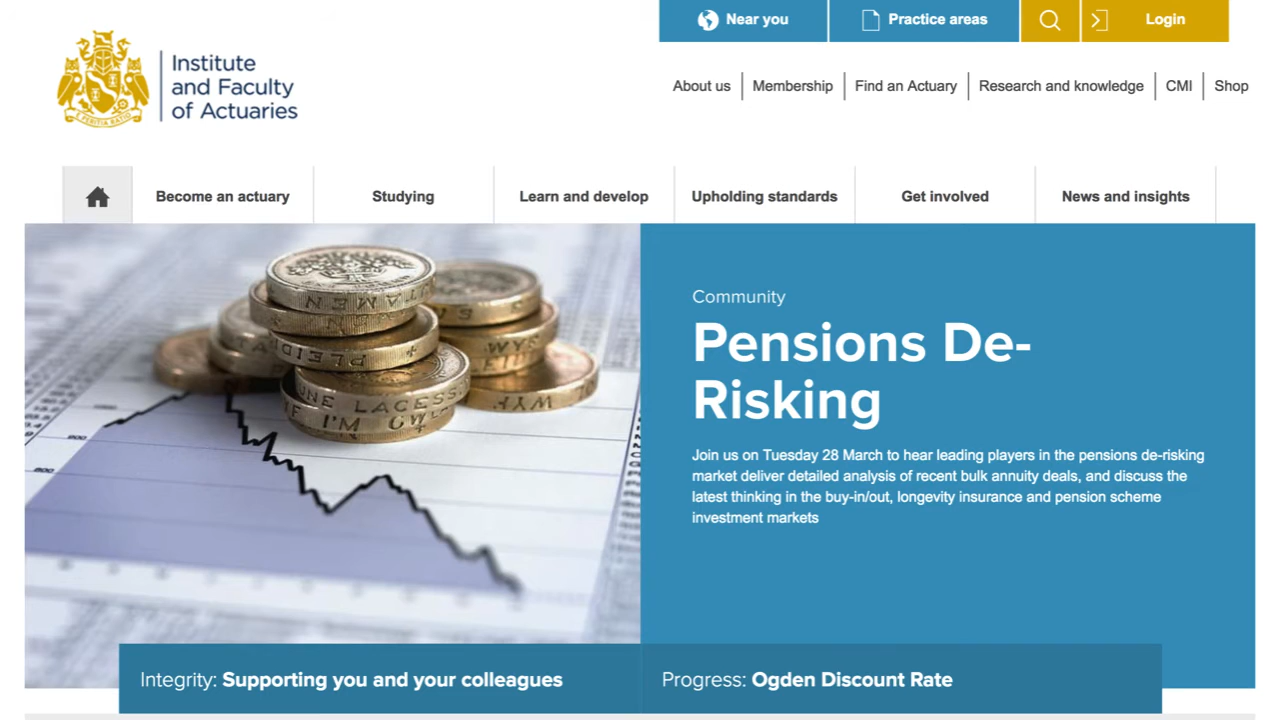 Near you
Practice areas
Login
Institute
and Faculty
of Actuaries
About us
Membership
Find an Actuary
Research and knowledge
CMI
Shop
Become an actuary
Studying
Learn and develop
Upholding standards
Get involved
News and insights
Community
Pensions De-
Risking
Join us on Tuesday 28 March to hear leading players in the pensions de-risking
market deliver detailed analysis of recent bulk annuity deals, and discuss the
latest thinking in the buy-in/out, longevity insurance and pension scheme
investment markets
PLEID
NE LACESS
I'M
WYF
Integrity: Supporting you and your colleagues
Progress: Ogden Discount Rate